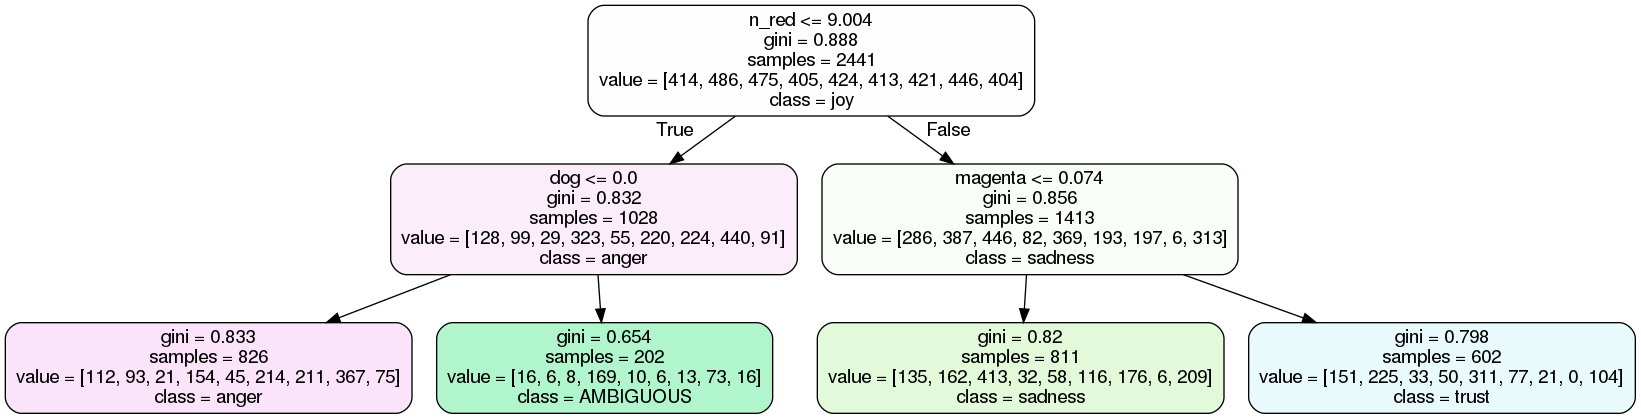 n_red <= 9.004
gini = 0.888
samples = 2441
value = [414, 486, 475, 405, 424, 413, 421, 446, 404]
class = joy
True
False
dog <= 0.0
gini = 0.832
samples = 1028
value = [128, 99, 29, 323, 55, 220, 224, 440, 91]
class = anger
magenta <= 0.074
gini = 0.856
samples = 1413
value = [286, 387, 446, 82, 369, 193, 197, 6, 313]
class = sadness
gini = 0.833
samples = 826
value = [112, 93, 21, 154, 45, 214, 211, 367, 75]
class = anger
gini = 0.654
samples = 202
value = [16, 6, 8, 169, 10, 6, 13, 73, 16]
class = AMBIGUOUS
gini = 0.82
samples = 811
value = [135, 162, 413, 32, 58, 116, 176, 6, 209]
class = sadness
gini = 0.798
samples = 602
value = [151, 225, 33, 50, 311, 77, 21, 0, 104]
class = trust